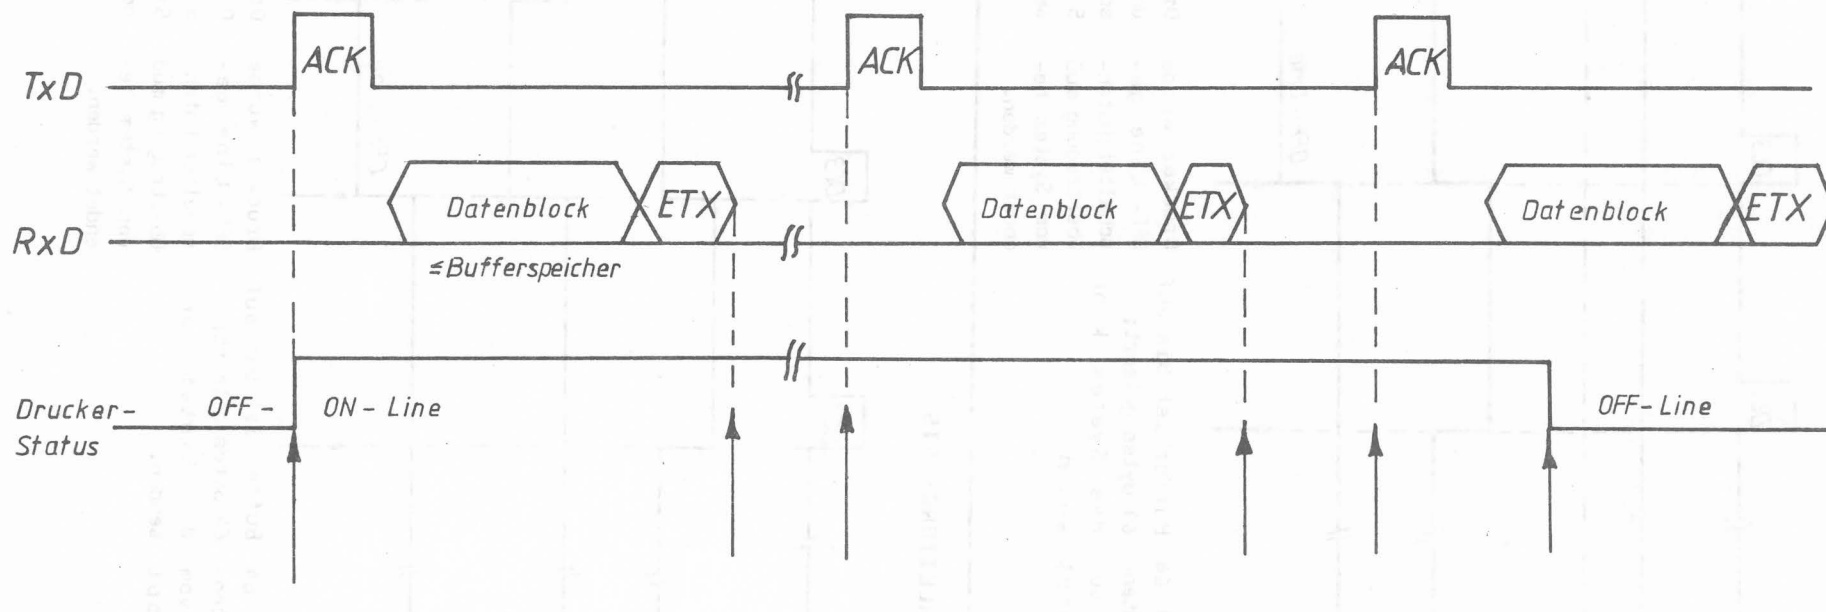 TxD ACK ACK ACK
Datenblock ETX Datenblock ETX Datenblock ETX
RxD
≤Bufferspeicher
Drucker-Status OFF- ON-Line OFF-Line